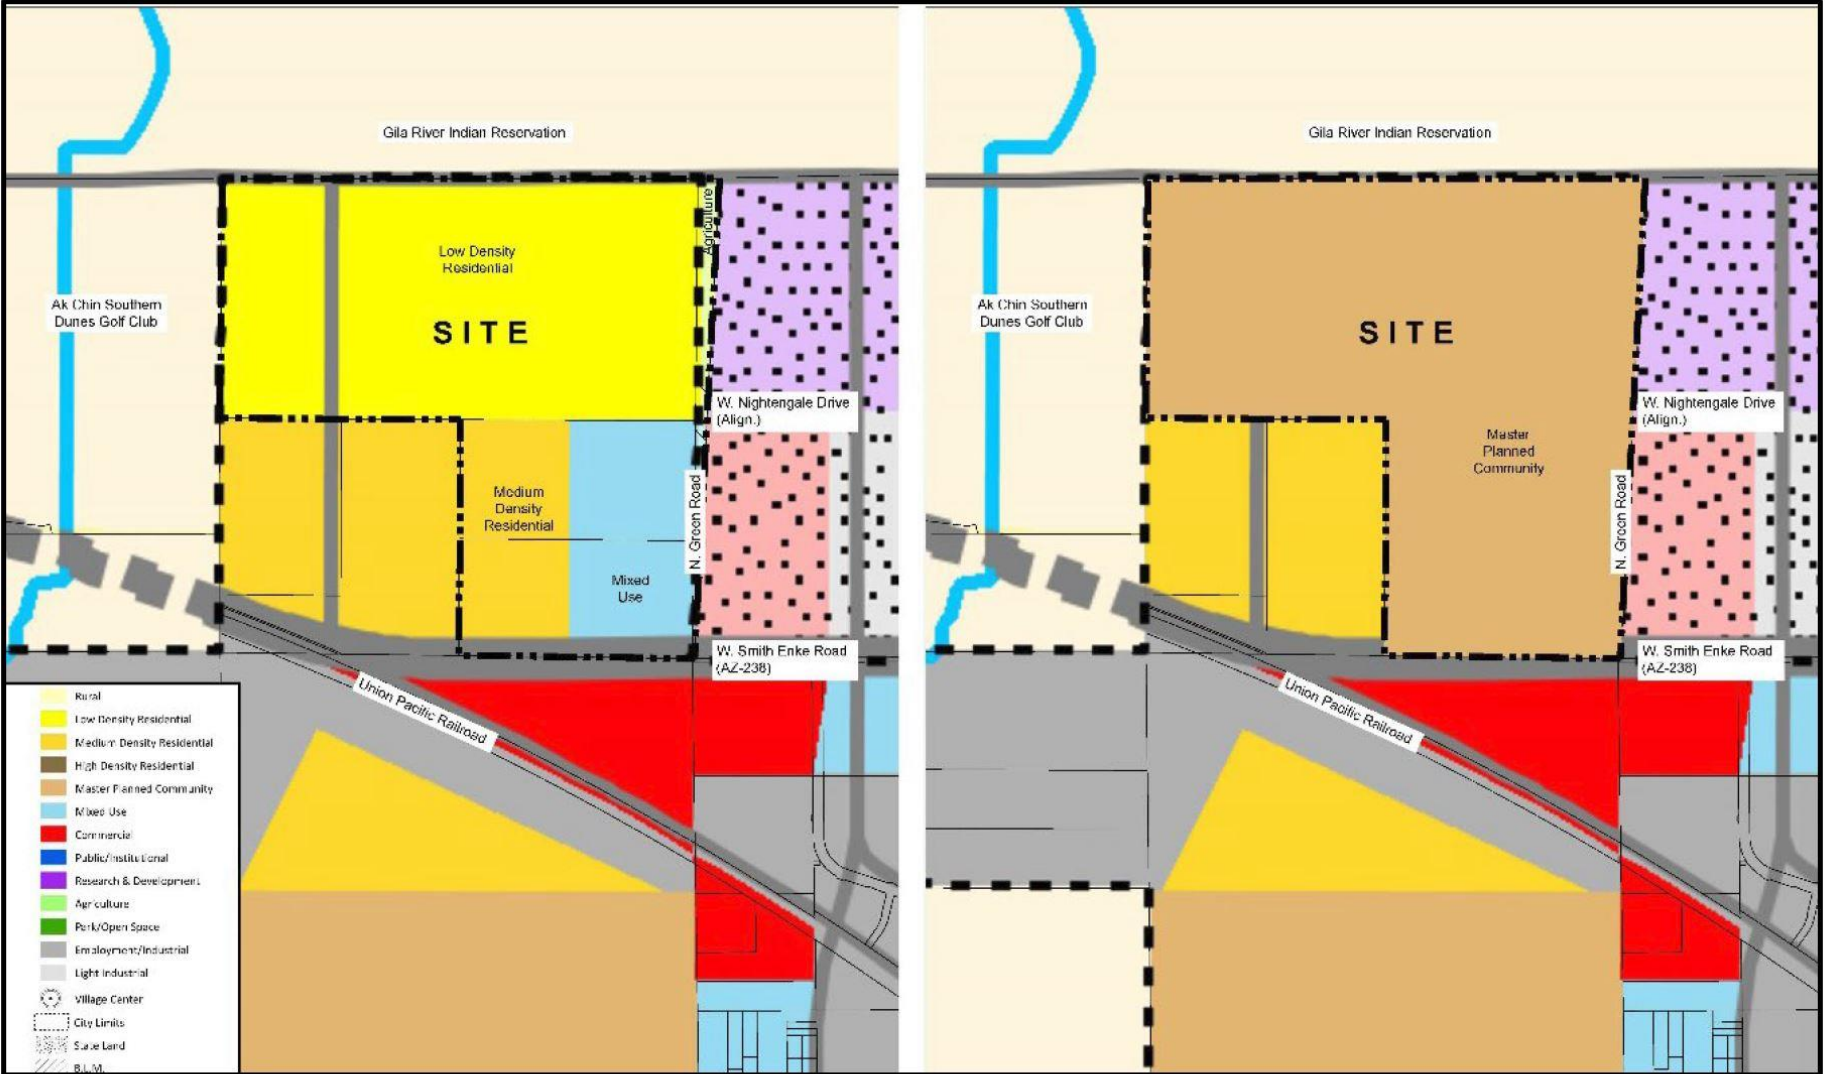 Gila River Indian Reservation
Agriculture
Low Density
Residential
Ak Chin Southern
Dunes Golf Club
SITE
W. Nightengale Drive
(Align.)
Medium
Density
Residential
N. Green Road
Mixed
Use
W. Smith Enke Road
(AZ-238)
Union Pacific Railroad
Rural
Low Density Residential
Medium Density Residential
High Density Residential
Master Planned Community
Mixed Use
Commercial
Public/Institutional
Research & Development
Agriculture
Park/Open Space
Employment/Industrial
Light Industrial
Village Center
City Limits
State Land
B.L.M.
Gila River Indian Reservation
Ak Chin Southern
Dunes Golf Club
SITE
W. Nightengale Drive
(Align.)
Master
Planned
Community
N. Green Road
W. Smith Enke Road
(AZ-238)
Union Pacific Railroad